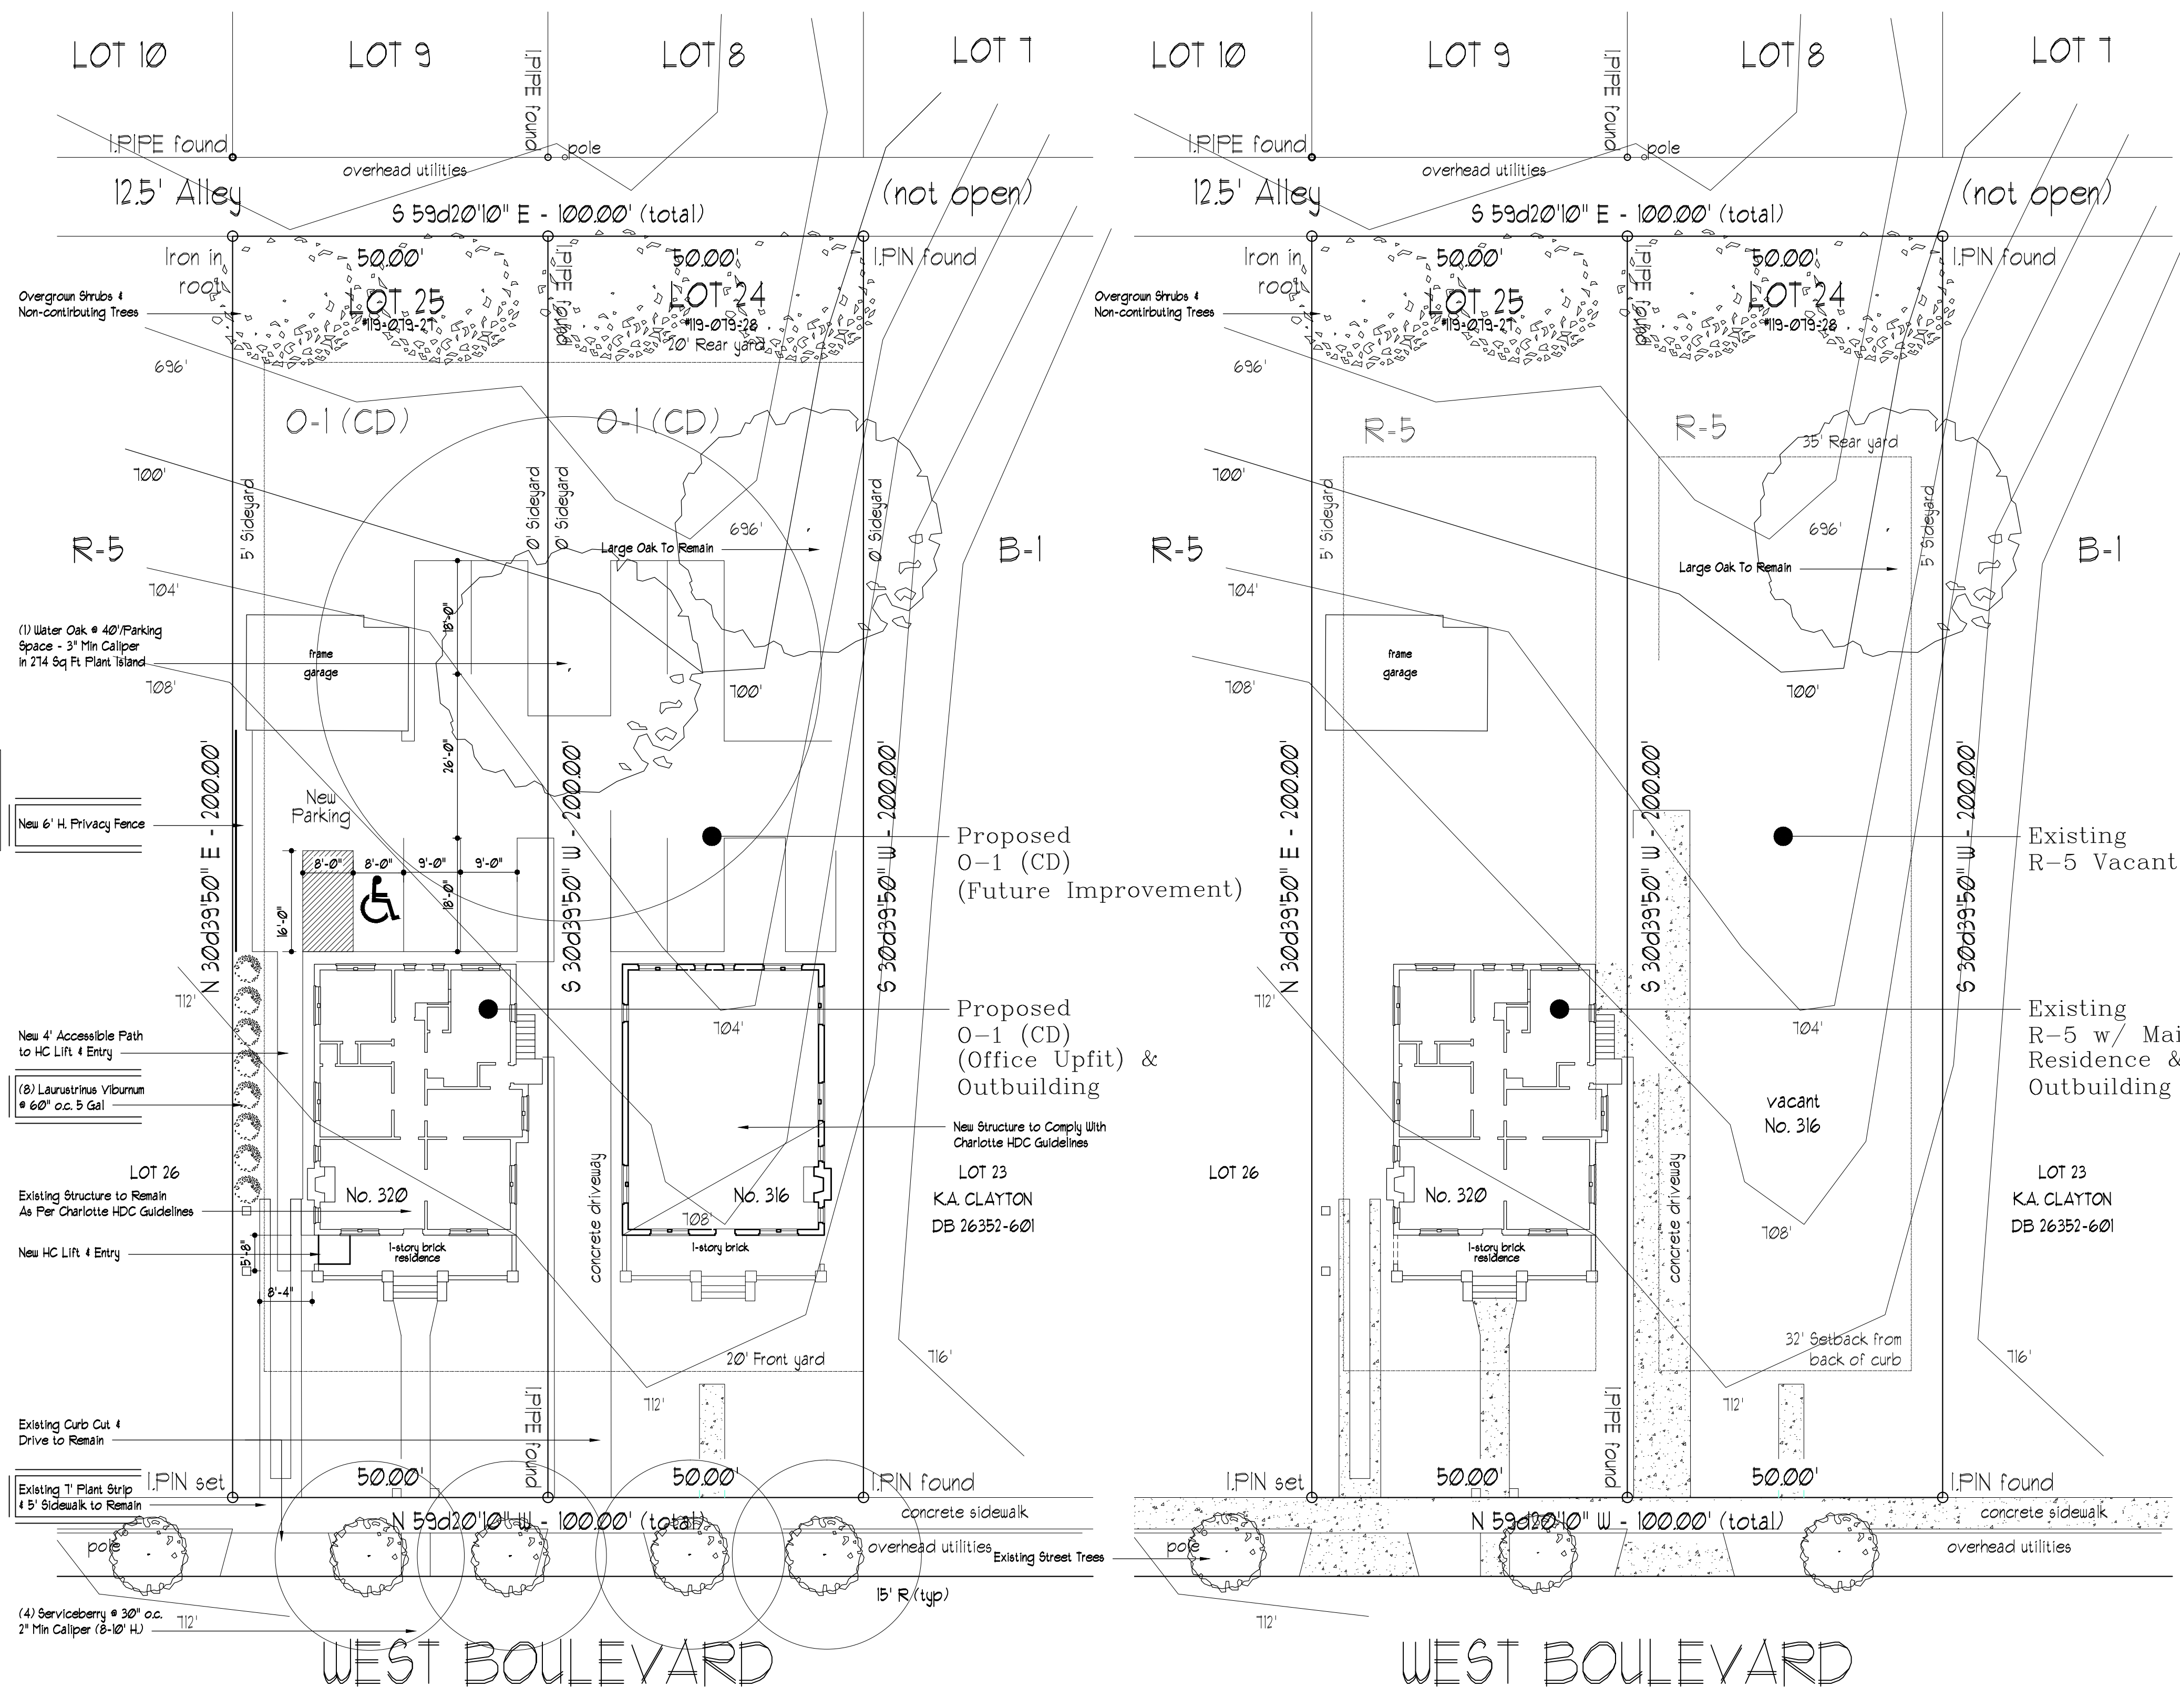 LOT 10
LOT 9
LOT 8
LOT 7
I.PIPE found
I.PIPE found
pole
overhead utilities
12.5' Alley
(not open)
S 59d20'10" E - 100.00' (total)
Iron in
root
50.00'
50.00'
I.PIN found
I.PIPE found
Overgrown Shrubs &
Non-contirbuting Trees
LOT 25
#119-079-27
LOT 24
#119-079-28
20' Rear yard
696'
O-1 (CD)
O-1 (CD)
700'
5' Sideyard
0' Sideyard
0' Sideyard
0' Sideyard
696'
Large Oak To Remain
R-5
B-1
704'
18'-0"
(1) Water Oak @ 40'/Parking
Space - 3" Min Caliper
in 274 Sq Ft Plant Island
frame
garage
708'
700'
26'-0"
N 30d39'50" E - 200.00'
S 30d39'50" W - 200.00'
S 30d39'50" W - 200.00'
New
Parking
New 6' H. Privacy Fence
Proposed
O-1 (CD)
(Future Improvement)
8'-0"
8'-0"
9'-0"
9'-0"
16'-0"
18'-0"
712'
Proposed
O-1 (CD)
(Office Upfit) &
Outbuilding
704'
New 4' Accessible Path
to HC Lift & Entry
(8) Laurustrinus Viburnum
@ 60" o.c. 5 Gal
New Structure to Comply With
Charlotte HDC Guidelines
LOT 26
LOT 23
K.A. CLAYTON
DB 26352-601
Existing Structure to Remain
As Per Charlotte HDC Guidelines
No. 320
No. 316
708'
concrete driveway
New HC Lift & Entry
5'-8"
1-story brick
residence
1-story brick
8'-4"
20' Front yard
716'
712'
I.PIPE found
Existing Curb Cut &
Drive to Remain
Existing 7' Plant Strip
& 5' Sidewalk to Remain
I.PIN set
50.00'
50.00'
I.PIN found
concrete sidewalk
N 59d20'10" W - 100.00' (total)
pole
overhead utilities
15' R (typ)
(4) Serviceberry @ 30" o.c.
2" Min Caliper (8-10' H.)
712'
WEST BOULEVARD
LOT 10
LOT 9
LOT 8
LOT 7
I.PIPE found
I.PIPE found
pole
overhead utilities
12.5' Alley
(not open)
S 59d20'10" E - 100.00' (total)
Iron in
root
50.00'
50.00'
I.PIN found
I.PIPE found
Overgrown Shrubs &
Non-contirbuting Trees
LOT 25
#119-079-27
LOT 24
#119-079-28
696'
R-5
R-5
35' Rear yard
700'
5' Sideyard
5' Sideyard
696'
R-5
B-1
Large Oak To Remain
704'
frame
garage
708'
700'
N 30d39'50" E - 200.00'
S 30d39'50" W - 200.00'
S 30d39'50" W - 200.00'
Existing
R-5 Vacant
712'
Existing
R-5 w/ Mai
Residence &
Outbuilding
704'
vacant
No. 316
LOT 26
LOT 23
K.A. CLAYTON
DB 26352-601
No. 320
708'
concrete driveway
1-story brick
residence
32' Setback from
back of curb
716'
712'
I.PIPE found
I.PIN set
50.00'
50.00'
I.PIN found
concrete sidewalk
N 59d20'10" W - 100.00' (total)
pole
overhead utilities
Existing Street Trees
712'
WEST BOULEVARD